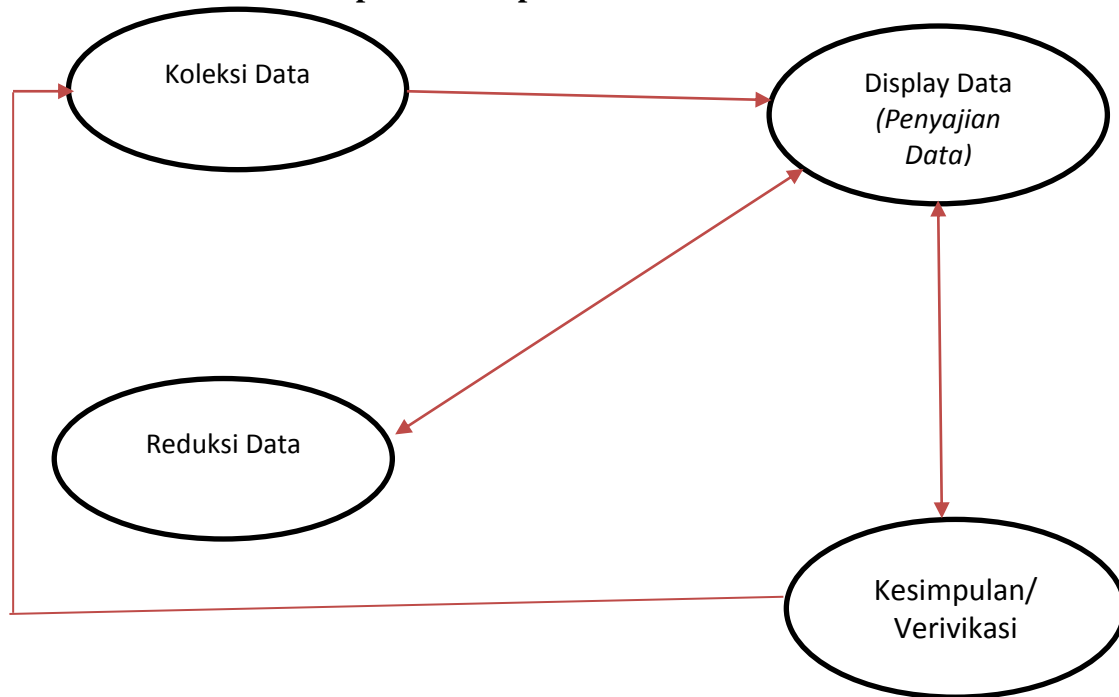 Koleksi Data
Display Data
(Penyajian
Data)
Reduksi Data
Kesimpulan/
Verivikasi